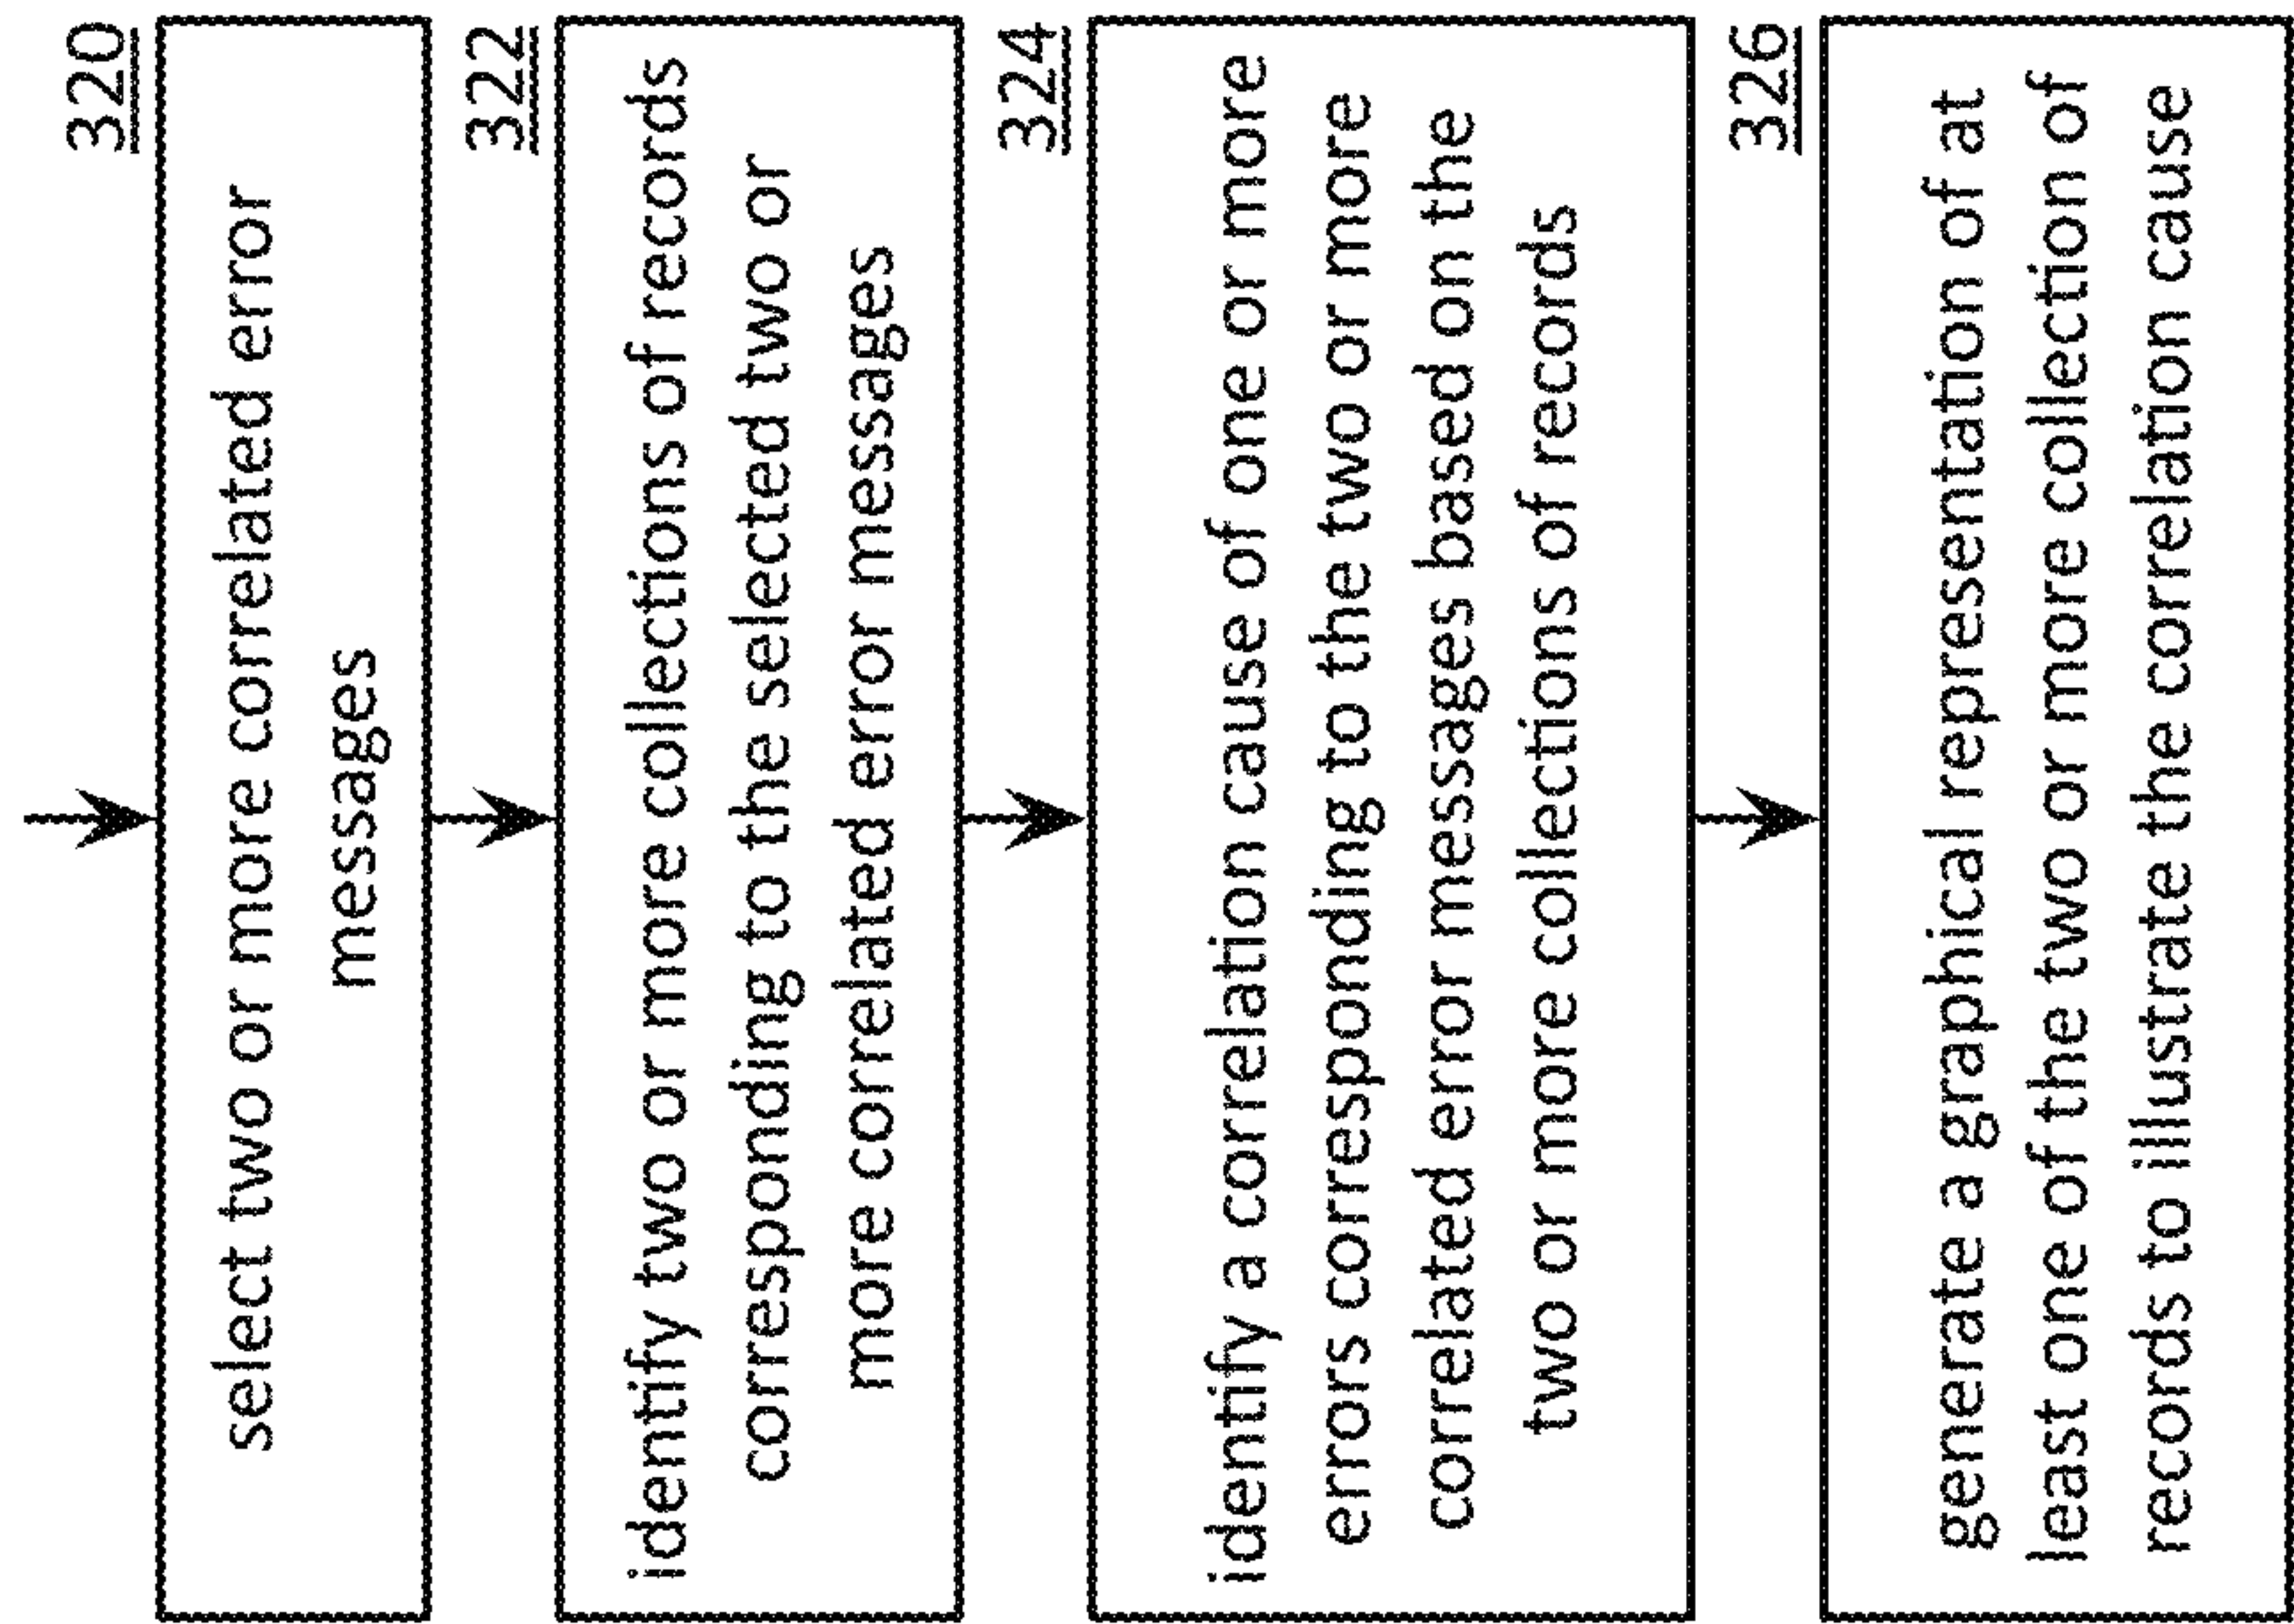 320
select two or more correlated error
messages
322
identify two or more collections of records
corresponding to the selected two or
more correlated error messages
324
identify a correlation cause of one or more
errors corresponding to the two or more
correlated error messages based on the
two or more collections of records
326
generate a graphical representation of at
least one of the two or more collection of
records to illustrate the correlation cause